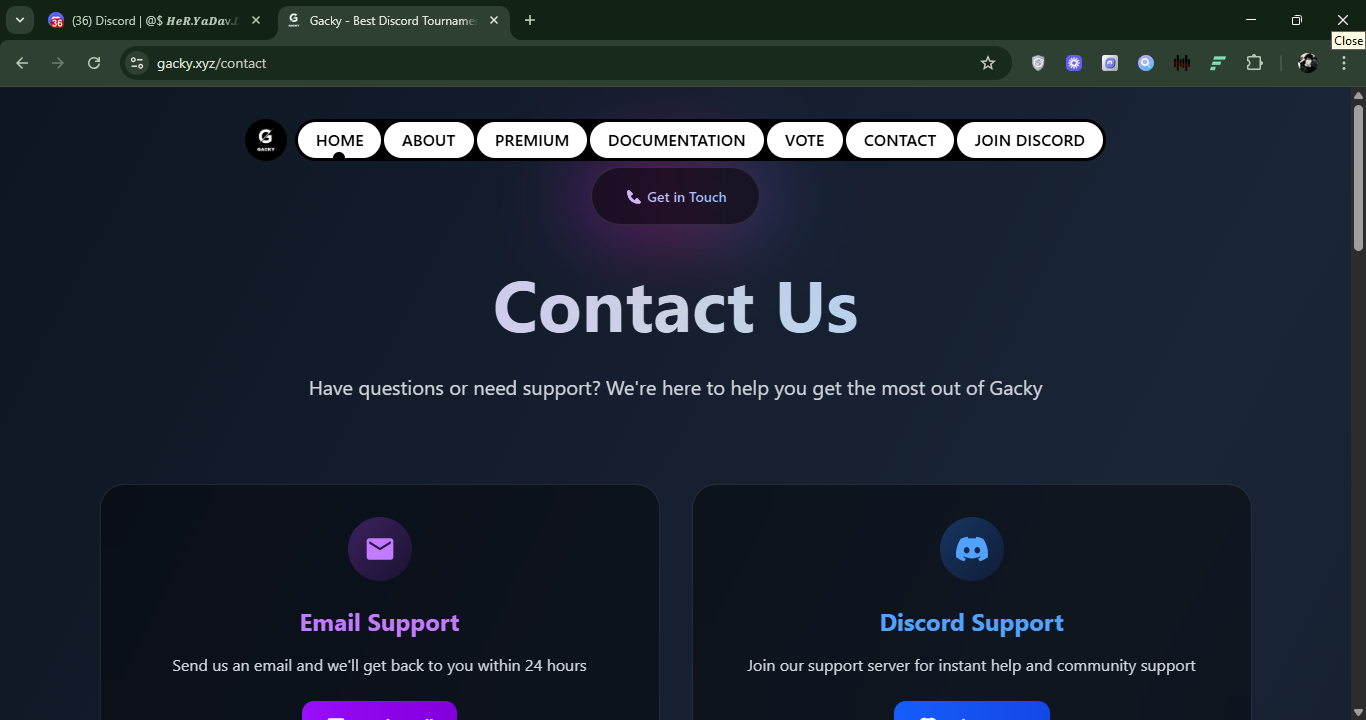 (36) Discord | @$ HeR.YaDav.
Gacky - Best Discord Tourname
Close
gacky.xyz/contact
G
GACKY
HOME
ABOUT
PREMIUM
DOCUMENTATION
VOTE
CONTACT
JOIN DISCORD
Get in Touch
Contact Us
Have questions or need support? We're here to help you get the most out of Gacky
Email Support
Send us an email and we'll get back to you within 24 hours
Discord Support
Join our support server for instant help and community support